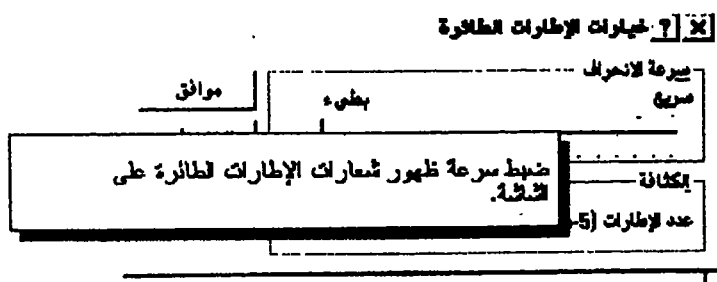 خيارات الإطارات الطائرة
سرعة الانحراف
سريع
بطيء
موافق
ضبط سرعة ظهور شعارات الإطارات الطائرة على
الشاشة.
الكثافة
عدد الإطارات (5-